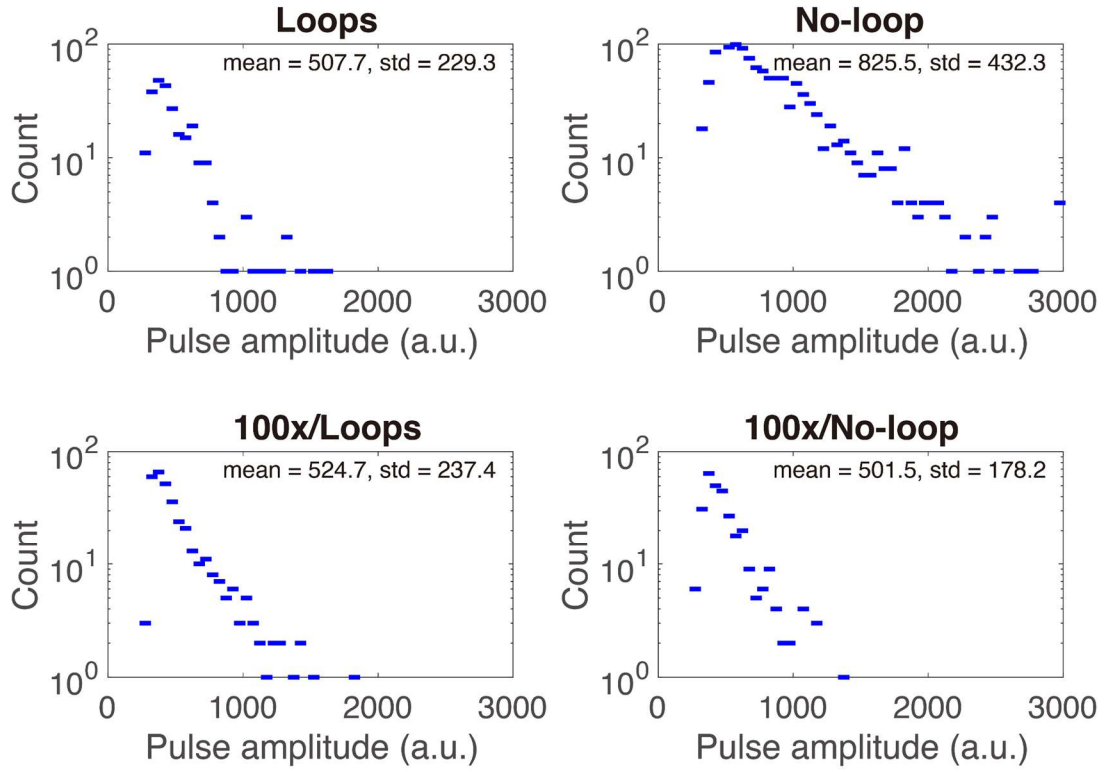 Loops
mean = 507.7, std = 229.3
10^2
10^1
10^0
Count
0 1000 2000 3000
Pulse amplitude (a.u.)
No-loop
mean = 825.5, std = 432.3
10^2
10^1
10^0
Count
0 1000 2000 3000
Pulse amplitude (a.u.)
100x/Loops
mean = 524.7, std = 237.4
10^2
10^1
10^0
Count
0 1000 2000 3000
Pulse amplitude (a.u.)
100x/No-loop
mean = 501.5, std = 178.2
10^2
10^1
10^0
Count
0 1000 2000 3000
Pulse amplitude (a.u.)